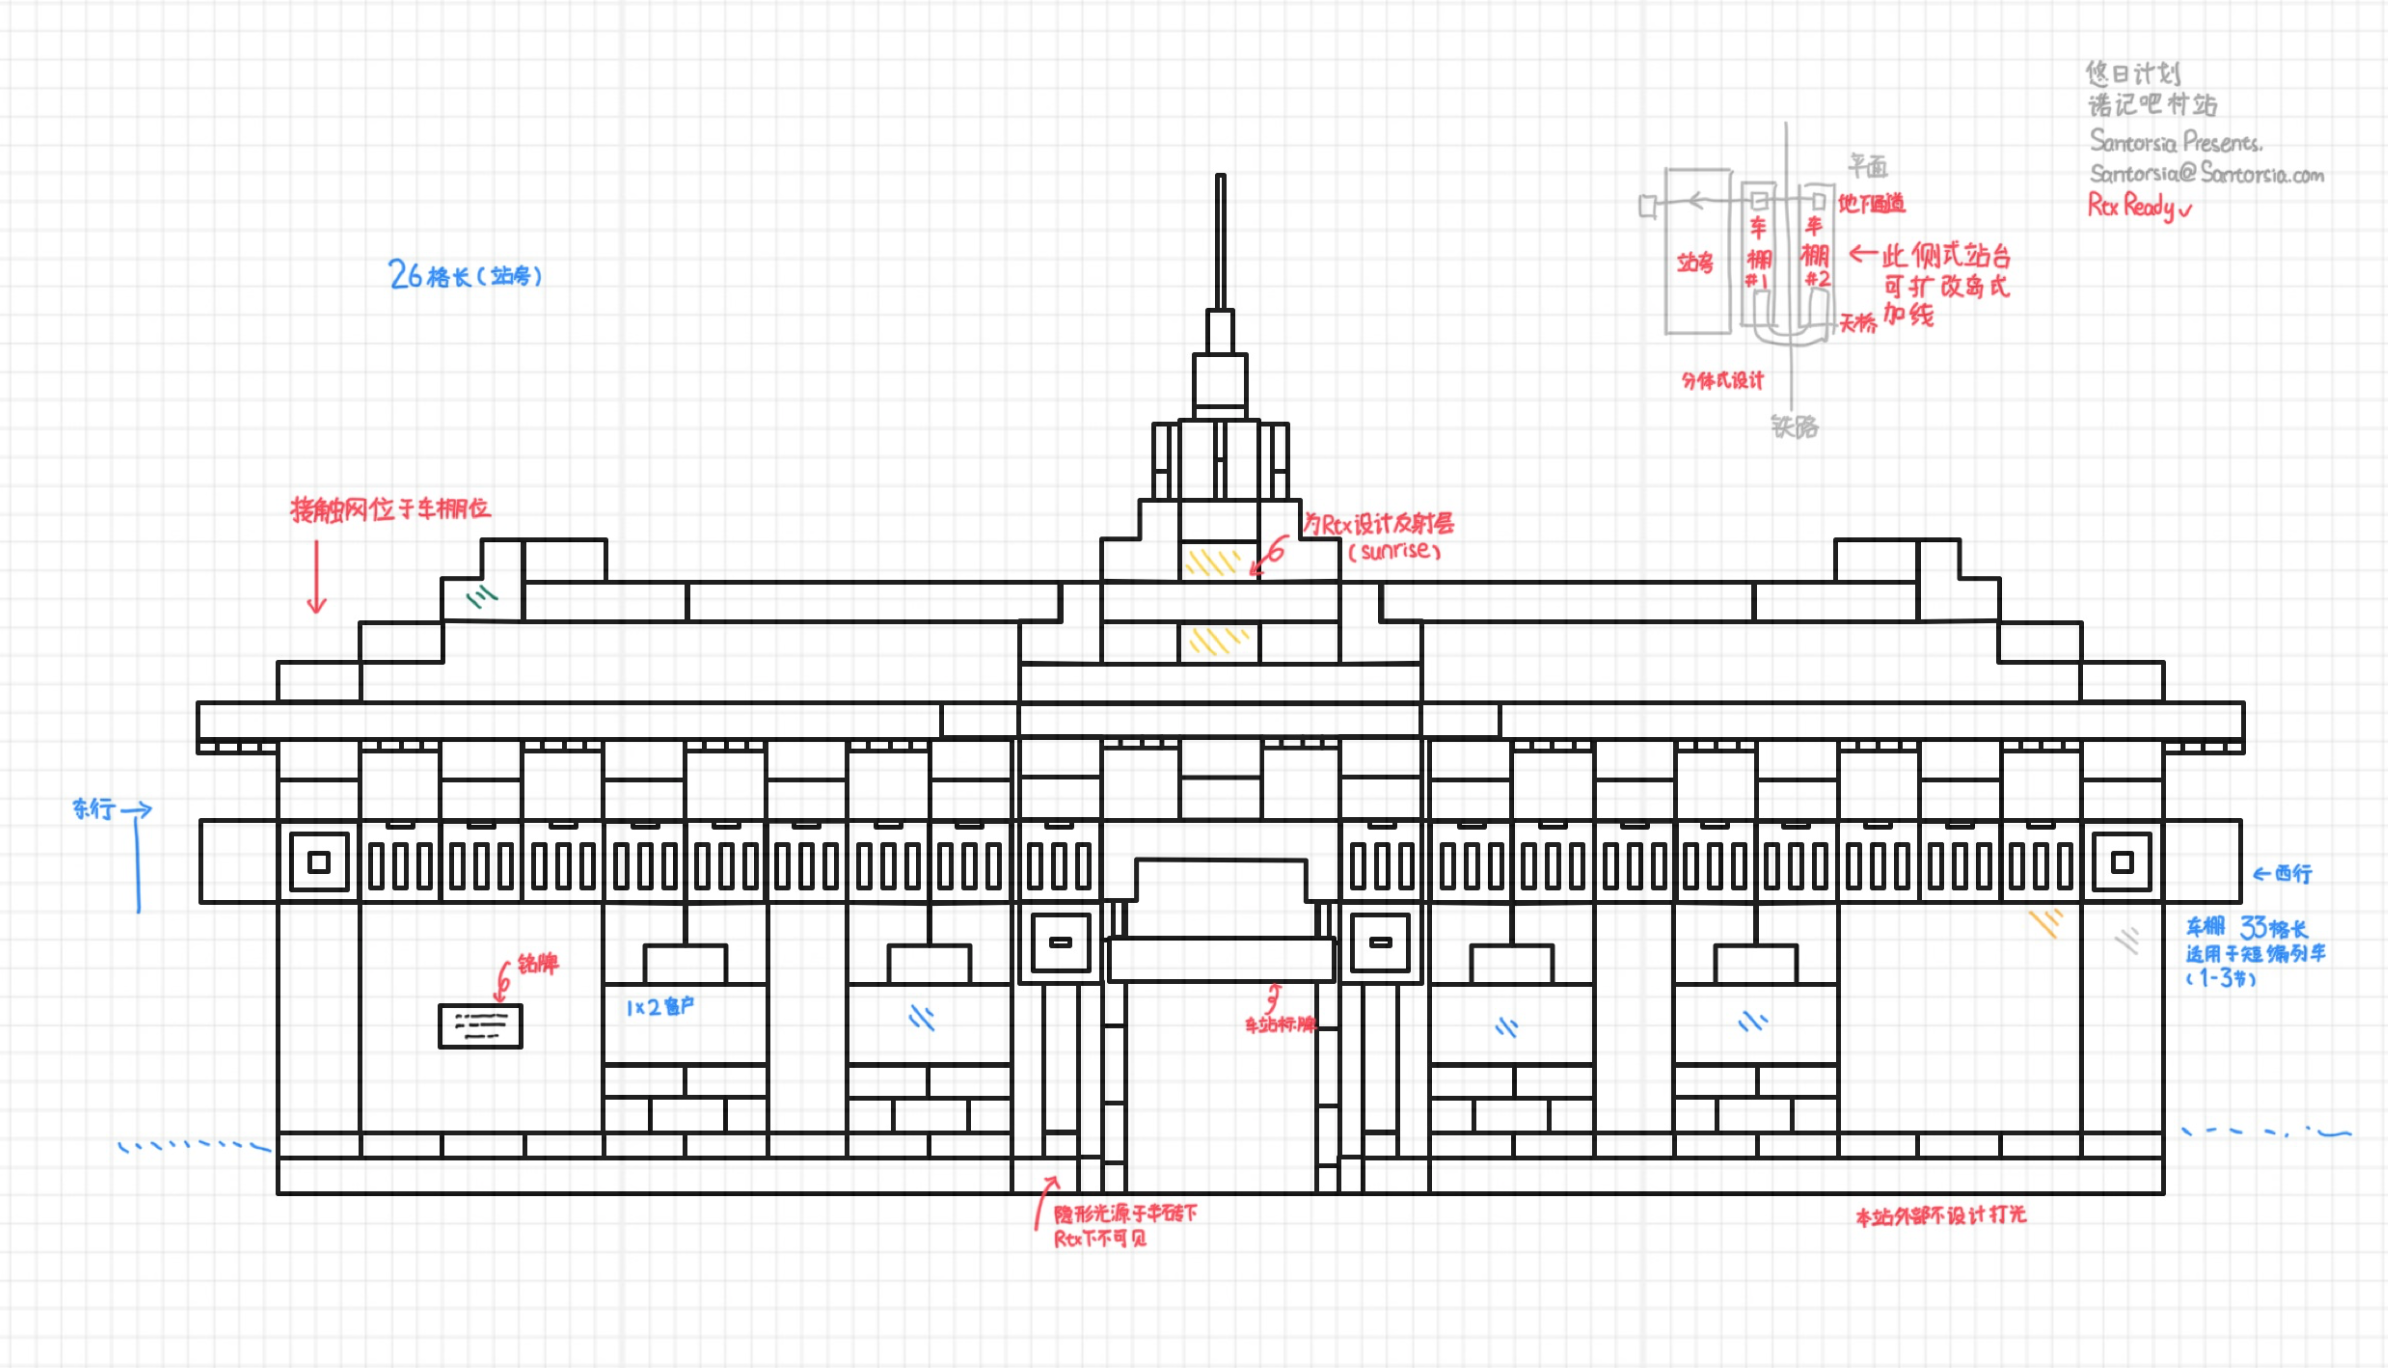 悠日计划
诺记吧村站
Santorsia Presents.
Santorsia@Santorsia.com
Rtx Ready
平面
地下通道
站房
车棚#1
车棚#2
此侧式站台
可扩改岛式
加线
天桥
分体式设计
铁路
26格长(站房)
接触网位于车棚位
为Rtx设计反射层
(sunrise)
东行
西行
车棚 33格长
适用于短编列车
(1-3节)
铭牌
1×2窗户
车站标牌
隐形光源于半砖下
Rtx下不可见
本站外部不设计打光